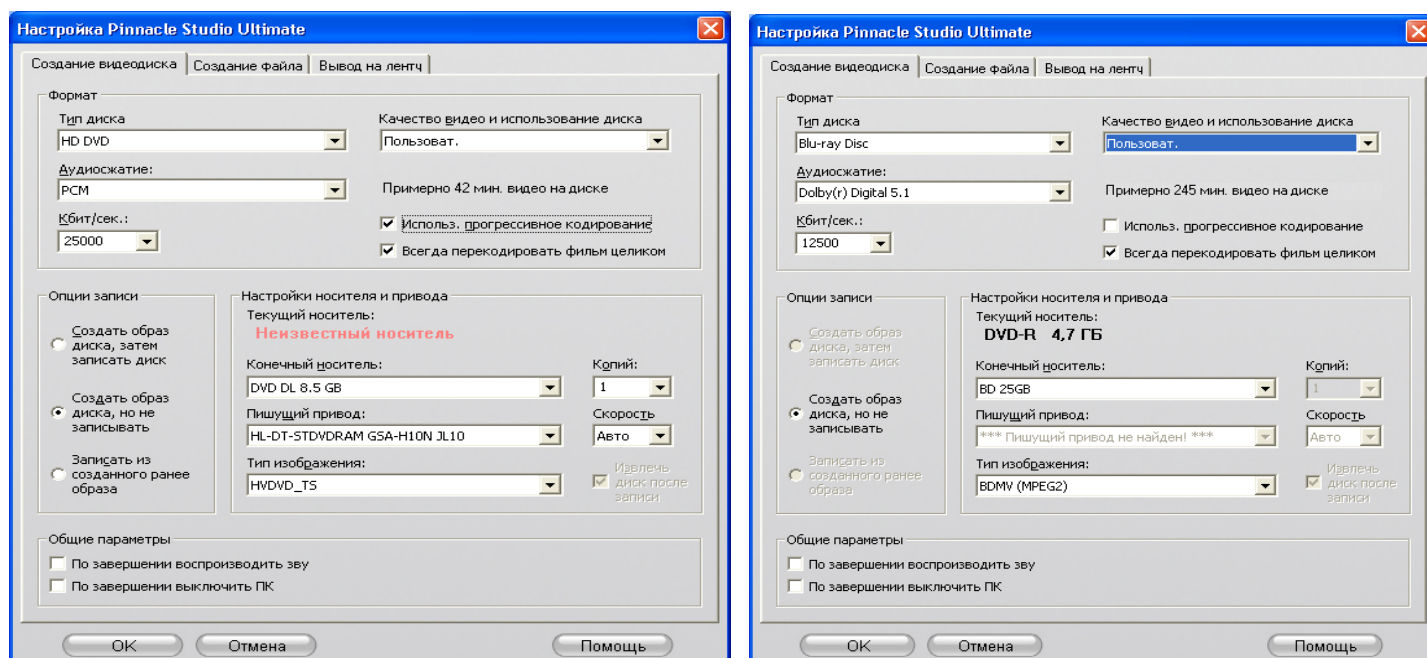 Настройка Pinnacle Studio Ultimate
Создание видеодиска
Создание файла
Вывод на лентч
Формат
Тип диска
Качество видео и использование диска
HD DVD
Пользоват.
Аудиосжатие:
PCM
Примерно 42 мин. видео на диске
Кбит/сек.:
Использ. прогрессивное кодирование
25000
Всегда перекодировать фильм целиком
Опции записи
Создать образ
диска, затем
записать диск
Создать образ
диска, но не
записывать
Записать из
созданного ранее
образа
Настройки носителя и привода
Текущий носитель:
Неизвестный носитель
Конечный носитель:
Копий:
DVD DL 8.5 GB
1
Пишущий привод:
Скорость
HL-DT-STDVDRAM GSA-H10N JL10
Авто
Тип изображения:
HVDVD_TS
Извлечь
диск после
записи
Общие параметры
По завершении воспроизводить зву
По завершении выключить ПК
OK
Отмена
Помощь
Настройка Pinnacle Studio Ultimate
Создание видеодиска
Создание файла
Вывод на лентч
Формат
Тип диска
Качество видео и использование диска
Blu-ray Disc
Пользоват.
Аудиосжатие:
Dolby(r) Digital 5.1
Примерно 245 мин. видео на диске
Кбит/сек.:
Использ. прогрессивное кодирование
12500
Всегда перекодировать фильм целиком
Опции записи
Создать образ
диска, затем
записать диск
Создать образ
диска, но не
записывать
Записать из
созданного ранее
образа
Настройки носителя и привода
Текущий носитель:
DVD-R 4,7 ГБ
Конечный носитель:
Копий:
BD 25GB
1
Пишущий привод:
Скорость
*** Пишущий привод не найден! ***
Авто
Тип изображения:
BDMV (MPEG2)
Извлечь
диск после
записи
Общие параметры
По завершении воспроизводить зву
По завершении выключить ПК
OK
Отмена
Помощь